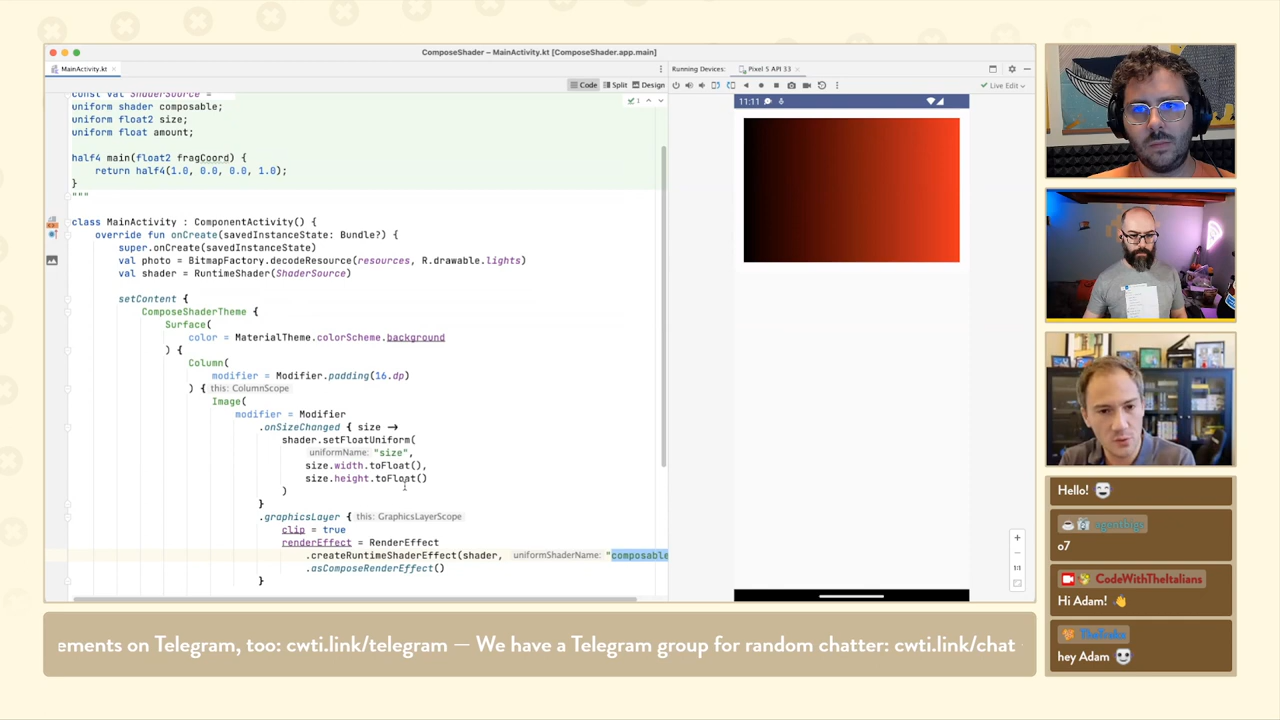 ComposeShader – MainActivity.kt [ComposeShader.app.main]
MainActivity.kt
Running Devices:
Pixel 5 API 33
Code
Split
Design
Live Edit
1
11:11
const val ShaderSource =
uniform shader composable;
uniform float2 size;
uniform float amount;
half4 main(float2 fragCoord) {
return half4(1.0, 0.0, 0.0, 1.0);
}
"""
class MainActivity : ComponentActivity() {
override fun onCreate(savedInstanceState: Bundle?) {
super.onCreate(savedInstanceState)
val photo = BitmapFactory.decodeResource(resources, R.drawable.lights)
val shader = RuntimeShader(ShaderSource)
setContent {
ComposeShaderTheme {
Surface(
color = MaterialTheme.colorScheme.background
) {
Column(
modifier = Modifier.padding(16.dp)
) { this: ColumnScope
Image(
modifier = Modifier
.onSizeChanged { size →
shader.setFloatUniform(
uniformName: "size",
size.width.toFloat(),
size.height.toFloat()
)
}
.graphicsLayer { this: GraphicsLayerScope
clip = true
renderEffect = RenderEffect
.createRuntimeShaderEffect(shader, uniformShaderName: "composable
.asComposeRenderEffect()
}
1:1
Hello!
agentbigs
o7
CodeWithTheItalians
Hi Adam!
hey Adam
ements on Telegram, too: cwti.link/telegram — We have a Telegram group for random chatter: cwti.link/chat